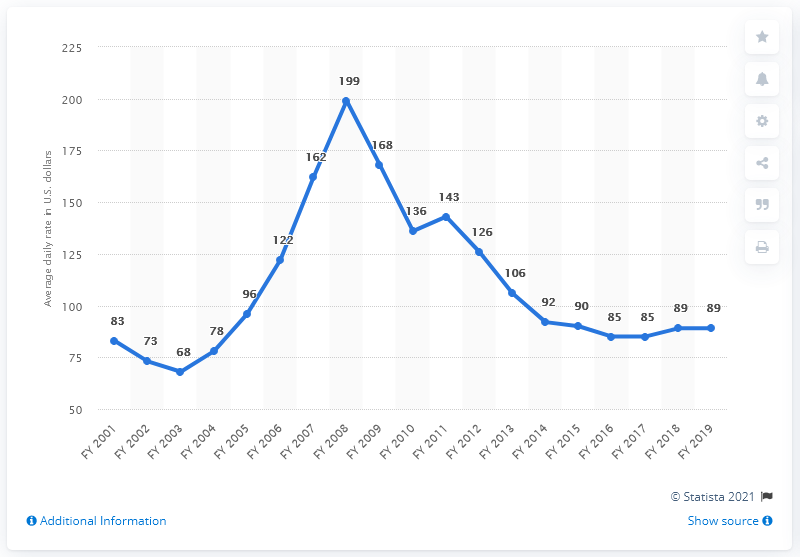 225
200
175
150
125
100
75
50
Average daily rate in U.S. dollars
83
73
68
78
96
122
162
199
168
136
143
126
106
92
90
85
85
89
89
FY 2001
FY 2002
FY 2003
FY 2004
FY 2005
FY 2006
FY 2007
FY 2008
FY 2009
FY 2010
FY 2011
FY 2012
FY 2013
FY 2014
FY 2015
FY 2016
FY 2017
FY 2018
FY 2019
© Statista 2021
Additional Information
Show source